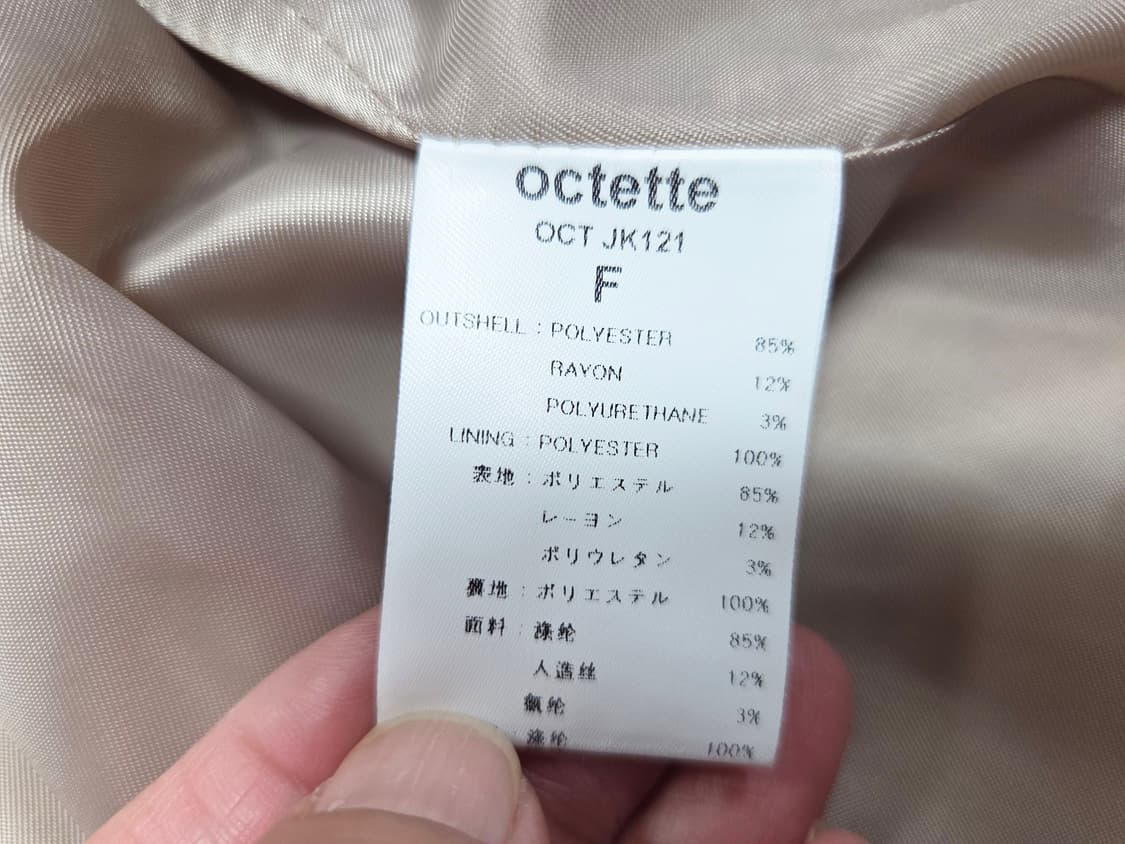 octette
OCT JK121
F
OUTSHELL : POLYESTER 85%
RAYON 12%
POLYURETHANE 3%
LINING : POLYESTER 100%
表地 : ポリエステル 85%
レーヨン 12%
ポリウレタン 3%
裏地 : ポリエステル 100%
面料 : 涤纶 85%
人造丝 12%
氨纶 3%
: 涤纶 100%